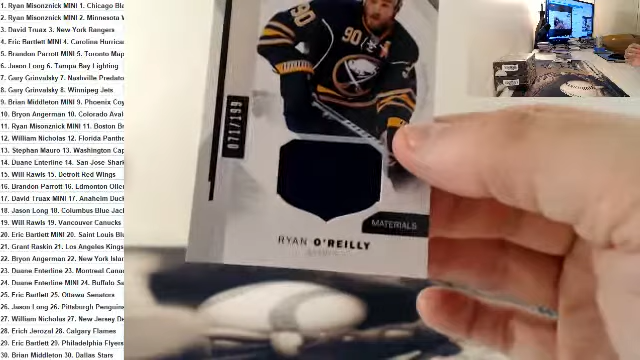 1. Ryan Misonznick MINI 1. Chicago Bla
2. Ryan Misonznick MINI 2. Minnesota W
3. David Truax 3. New York Rangers
4. Eric Bartlett MINI 4. Carolina Hurrica
5. Brandon Parrott MINI 5. Toronto Map
6. Jason Long 6. Tampa Bay Lighting
7. Gary Grinvalsky 7. Nashville Predato
8. Gary Grinvalsky 8. Winnipeg Jets
9. Brian Middleton MINI 9. Phoenix Coy
10. Bryon Angerman 10. Colorado Aval
11. Ryan Misonznick MINI 11. Boston Br
12. William Nicholas 12. Florida Panthe
13. Stephan Mauro 13. Washington Cap
14. Duane Enterline 14. San Jose Shark
15. Will Rawls 15. Detroit Red Wings
16. Brandon Parrott 16. Edmonton Oiler
17. David Truax MINI 17. Anaheim Duck
18. Jason Long 18. Columbus Blue Jack
19. Will Rawls 19. Vancouver Canucks
20. Eric Bartlett MINI 20. Saint Louis Blu
21. Grant Raskin 21. Los Angeles Kings
22. Bryon Angerman 22. New York Islan
23. Duane Enterline 23. Montreal Canad
24. Duane Enterline MINI 24. Buffalo Sa
25. Eric Bartlett 25. Ottawa Senators
26. Jason Long 26. Pittsburgh Penguins
27. William Nicholas 27. New Jersey De
28. Erich Jerozal 28. Calgary Flames
29. Eric Bartlett 29. Philadelphia Flyers
30. Brian Middleton 30. Dallas Stars
90
90
A
071/199
MATERIALS
RYAN O'REILLY